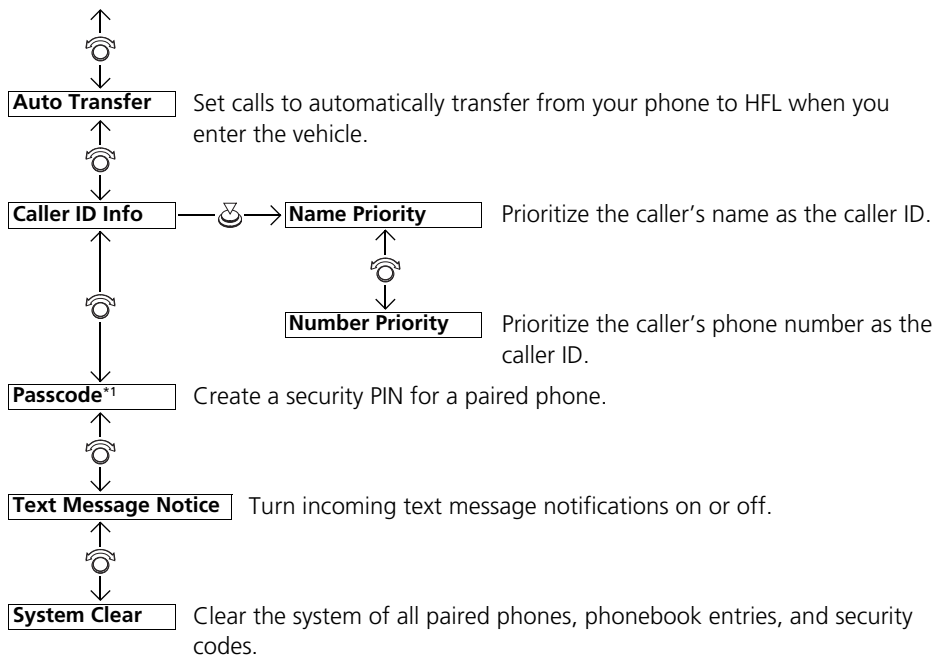 Auto Transfer Set calls to automatically transfer from your phone to HFL when you
enter the vehicle.
Caller ID Info Name Priority Prioritize the caller’s name as the caller ID.
Number Priority Prioritize the caller’s phone number as the
caller ID.
Passcode*1 Create a security PIN for a paired phone.
Text Message Notice Turn incoming text message notifications on or off.
System Clear Clear the system of all paired phones, phonebook entries, and security
codes.